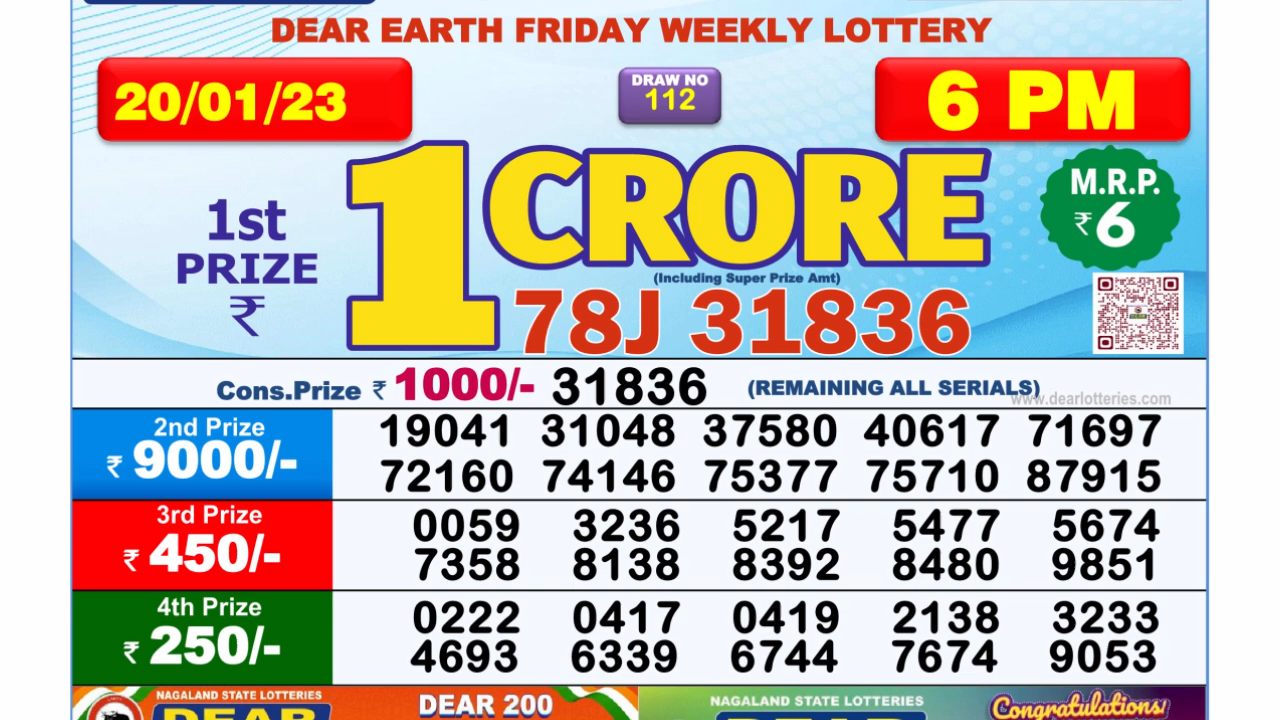 DEAR EARTH FRIDAY WEEKLY LOTTERY
20/01/23
DRAW NO
112
6 PM
1 CRORE
1st
PRIZE
₹
(Including Super Prize Amt)
78J 31836
M.R.P.
₹6
Cons.Prize ₹ 1000/- 31836 (REMAINING ALL SERIALS)
www.dearlotteries.com
2nd Prize
₹ 9000/-
19041 31048 37580 40617 71697
72160 74146 75377 75710 87915
3rd Prize
₹ 450/-
0059 3236 5217 5477 5674
7358 8138 8392 8480 9851
4th Prize
₹ 250/-
0222 0417 0419 2138 3233
4693 6339 6744 7674 9053
NAGALAND STATE LOTTERIES
DEAR
DEAR 200
NAGALAND STATE LOTTERIES
DEAR
Congratulations!